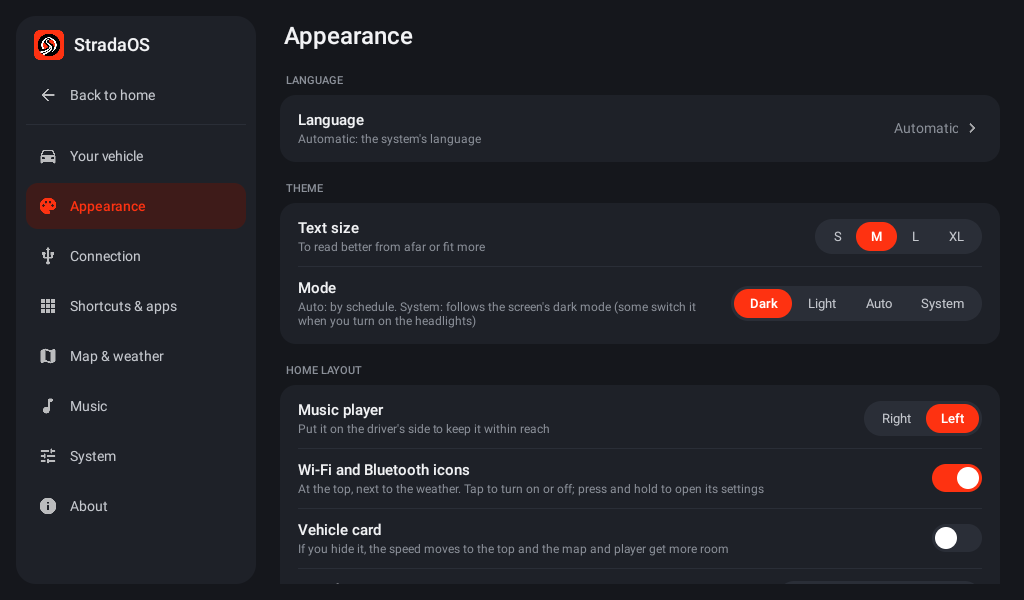 StradaOS
Back to home
Your vehicle
Appearance
Connection
Shortcuts & apps
Map & weather
Music
System
About
Appearance
LANGUAGE
Language
Automatic: the system's language
Automatic
THEME
Text size
To read better from afar or fit more
S M L XL
Mode
Auto: by schedule. System: follows the screen's dark mode (some switch it
when you turn on the headlights)
Dark Light Auto System
HOME LAYOUT
Music player
Put it on the driver's side to keep it within reach
Right Left
Wi-Fi and Bluetooth icons
At the top, next to the weather. Tap to turn on or off; press and hold to open its settings
Vehicle card
If you hide it, the speed moves to the top and the map and player get more room